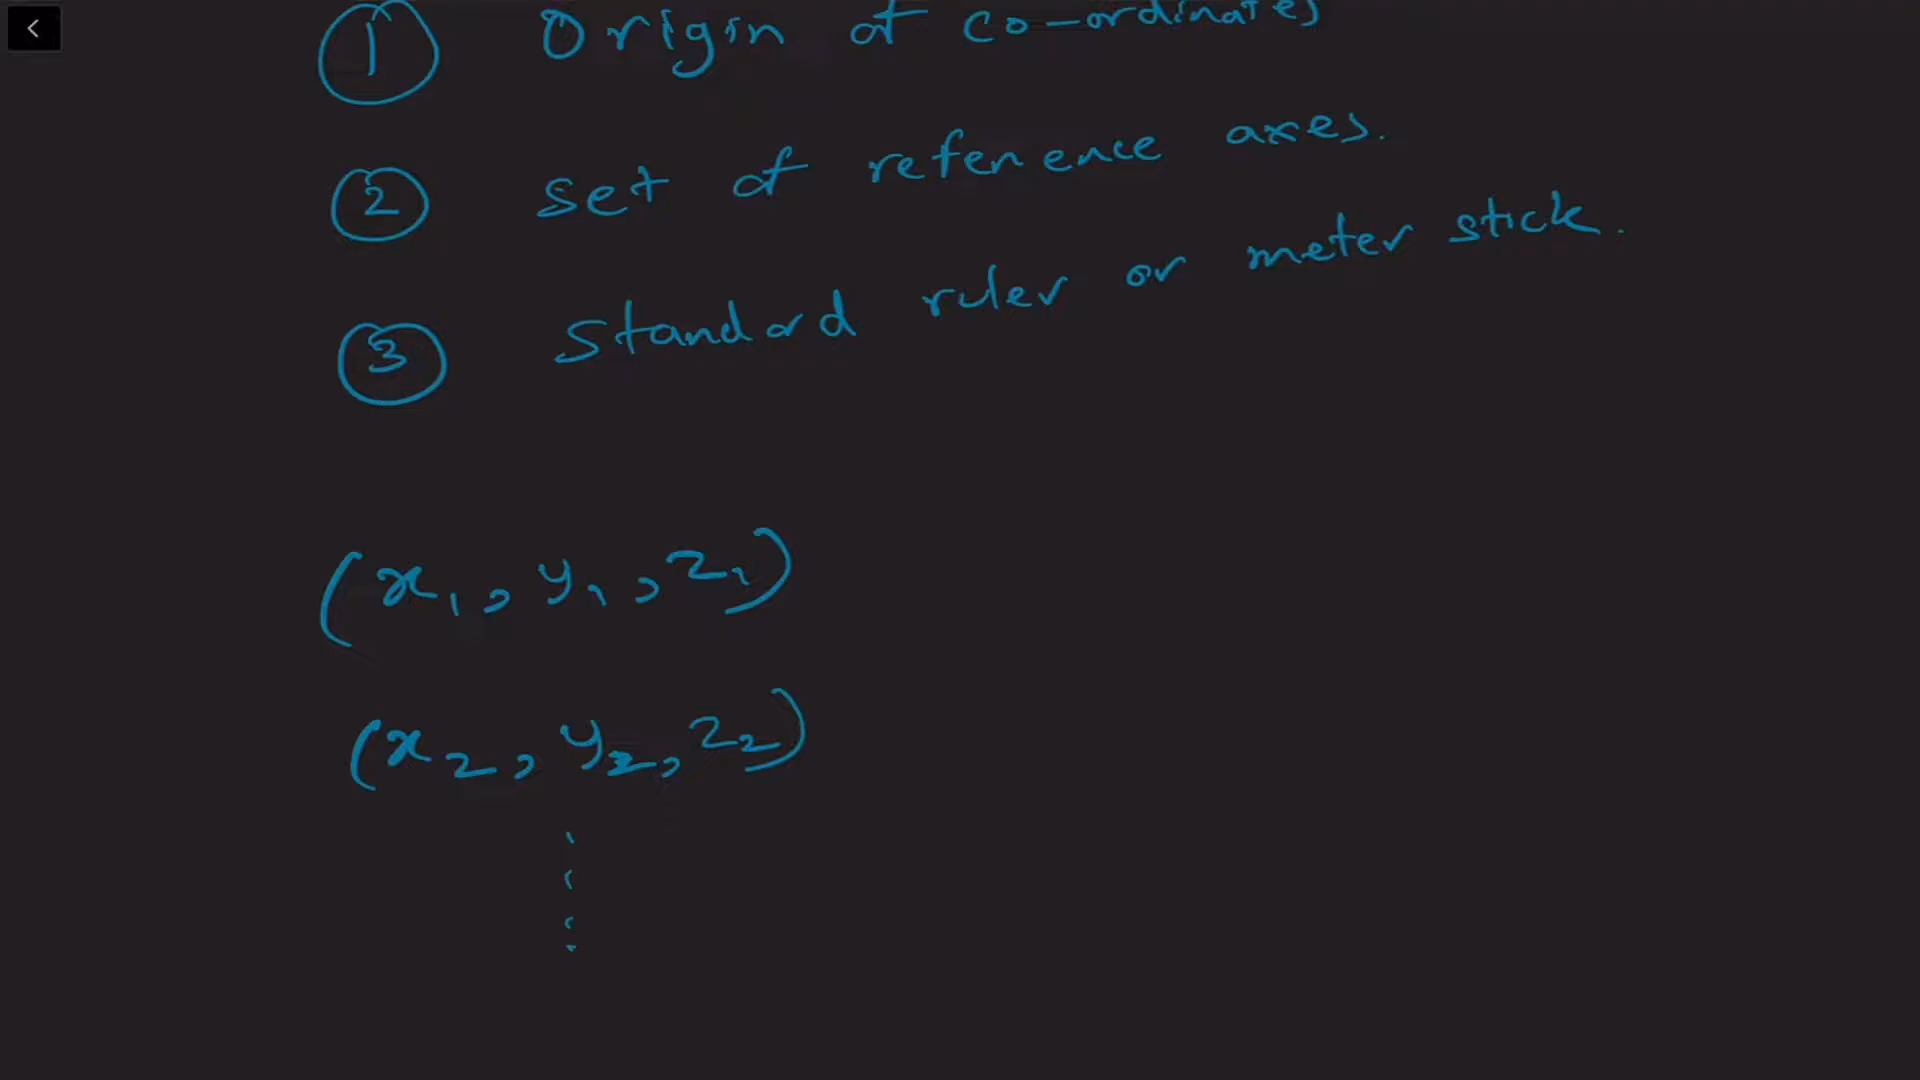 ① Origin of co-ordinates
② Set of reference axes.
③ Standard ruler or meter stick.
(x₁, y₁, z₁)
(x₂, y₂, z₂)